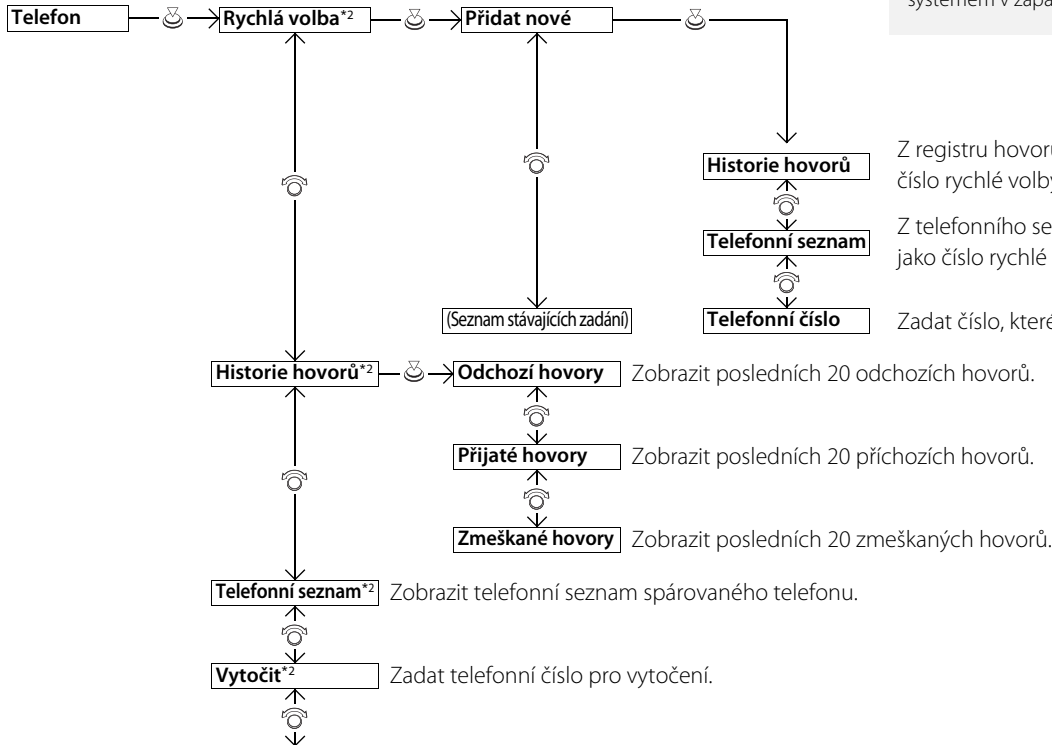 systémem v
Telefon
Rychlá volba*2
Přidat nové
Historie hovorů
Z registru hovorů
číslo rychlé volby
Telefonní seznam
Z telefonního
jako číslo rychlé
(Seznam stávajících zadání)
Telefonní číslo
Zadat číslo, které
Historie hovorů*2
Odchozí hovory
Zobrazit posledních 20 odchozích hovorů.
Přijaté hovory
Zobrazit posledních 20 příchozích hovorů.
Zmeškané hovory
Zobrazit posledních 20 zmeškaných hovorů.
Telefonní seznam*2
Zobrazit telefonní seznam spárovaného telefonu.
Vytočit*2
Zadat telefonní číslo pro vytočení.